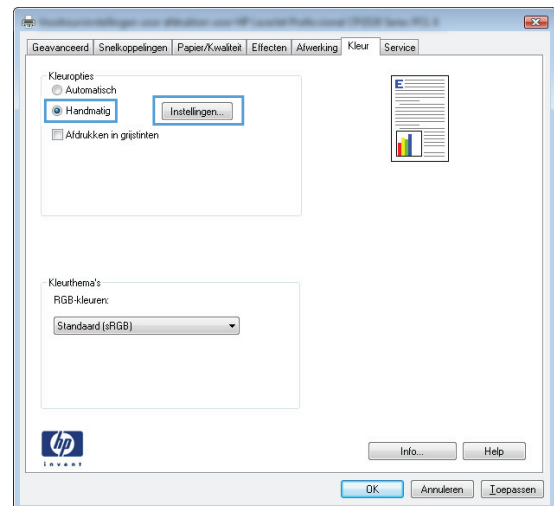 Geavanceerd Snelkoppelingen Papier/Kwaliteit Effecten Afwerking Kleur Service
Kleuropties
Automatisch
Handmatig Instellingen...
Afdrukken in grijstinten
E
Kleurthema's
RGB-kleuren:
Standaard (sRGB)
hp
invent
Info... Help
OK Annuleren Toepassen